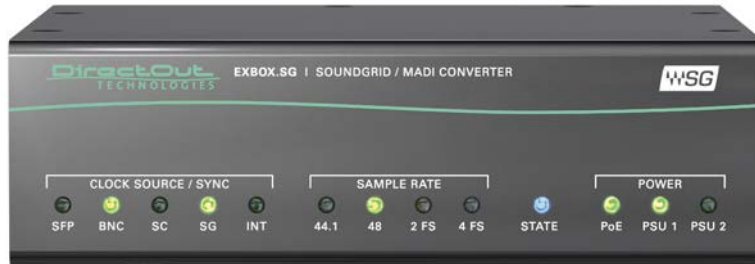 DirectOut
TECHNOLOGIES
EXBOX.SG | SOUNDGRID / MADI CONVERTER
SG
CLOCK SOURCE / SYNC
SAMPLE RATE
POWER
SFP BNC SC SG INT 44.1 48 2 FS 4 FS STATE PoE PSU 1 PSU 2